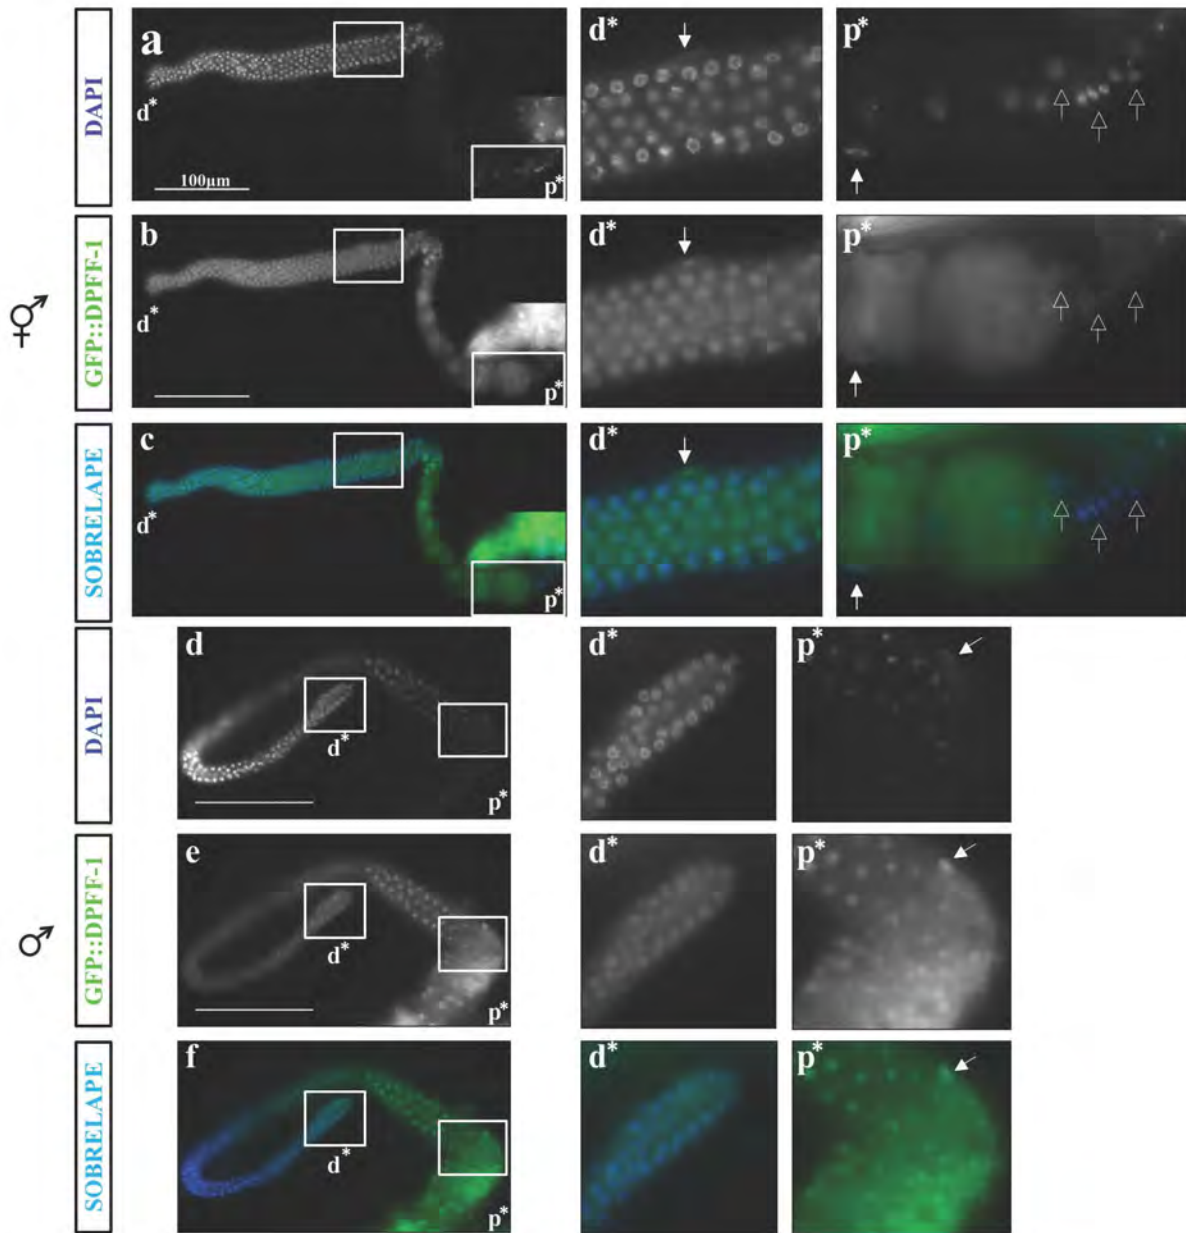 DAPI
a
d*
100µm
p*
d*
p*
GFP::DPFF-1
b
d*
p*
d*
p*
SOBRELAPE
c
d*
p*
d*
p*
DAPI
d
d*
p*
d*
p*
GFP::DPFF-1
e
d*
p*
d*
p*
SOBRELAPE
f
d*
p*
d*
p*